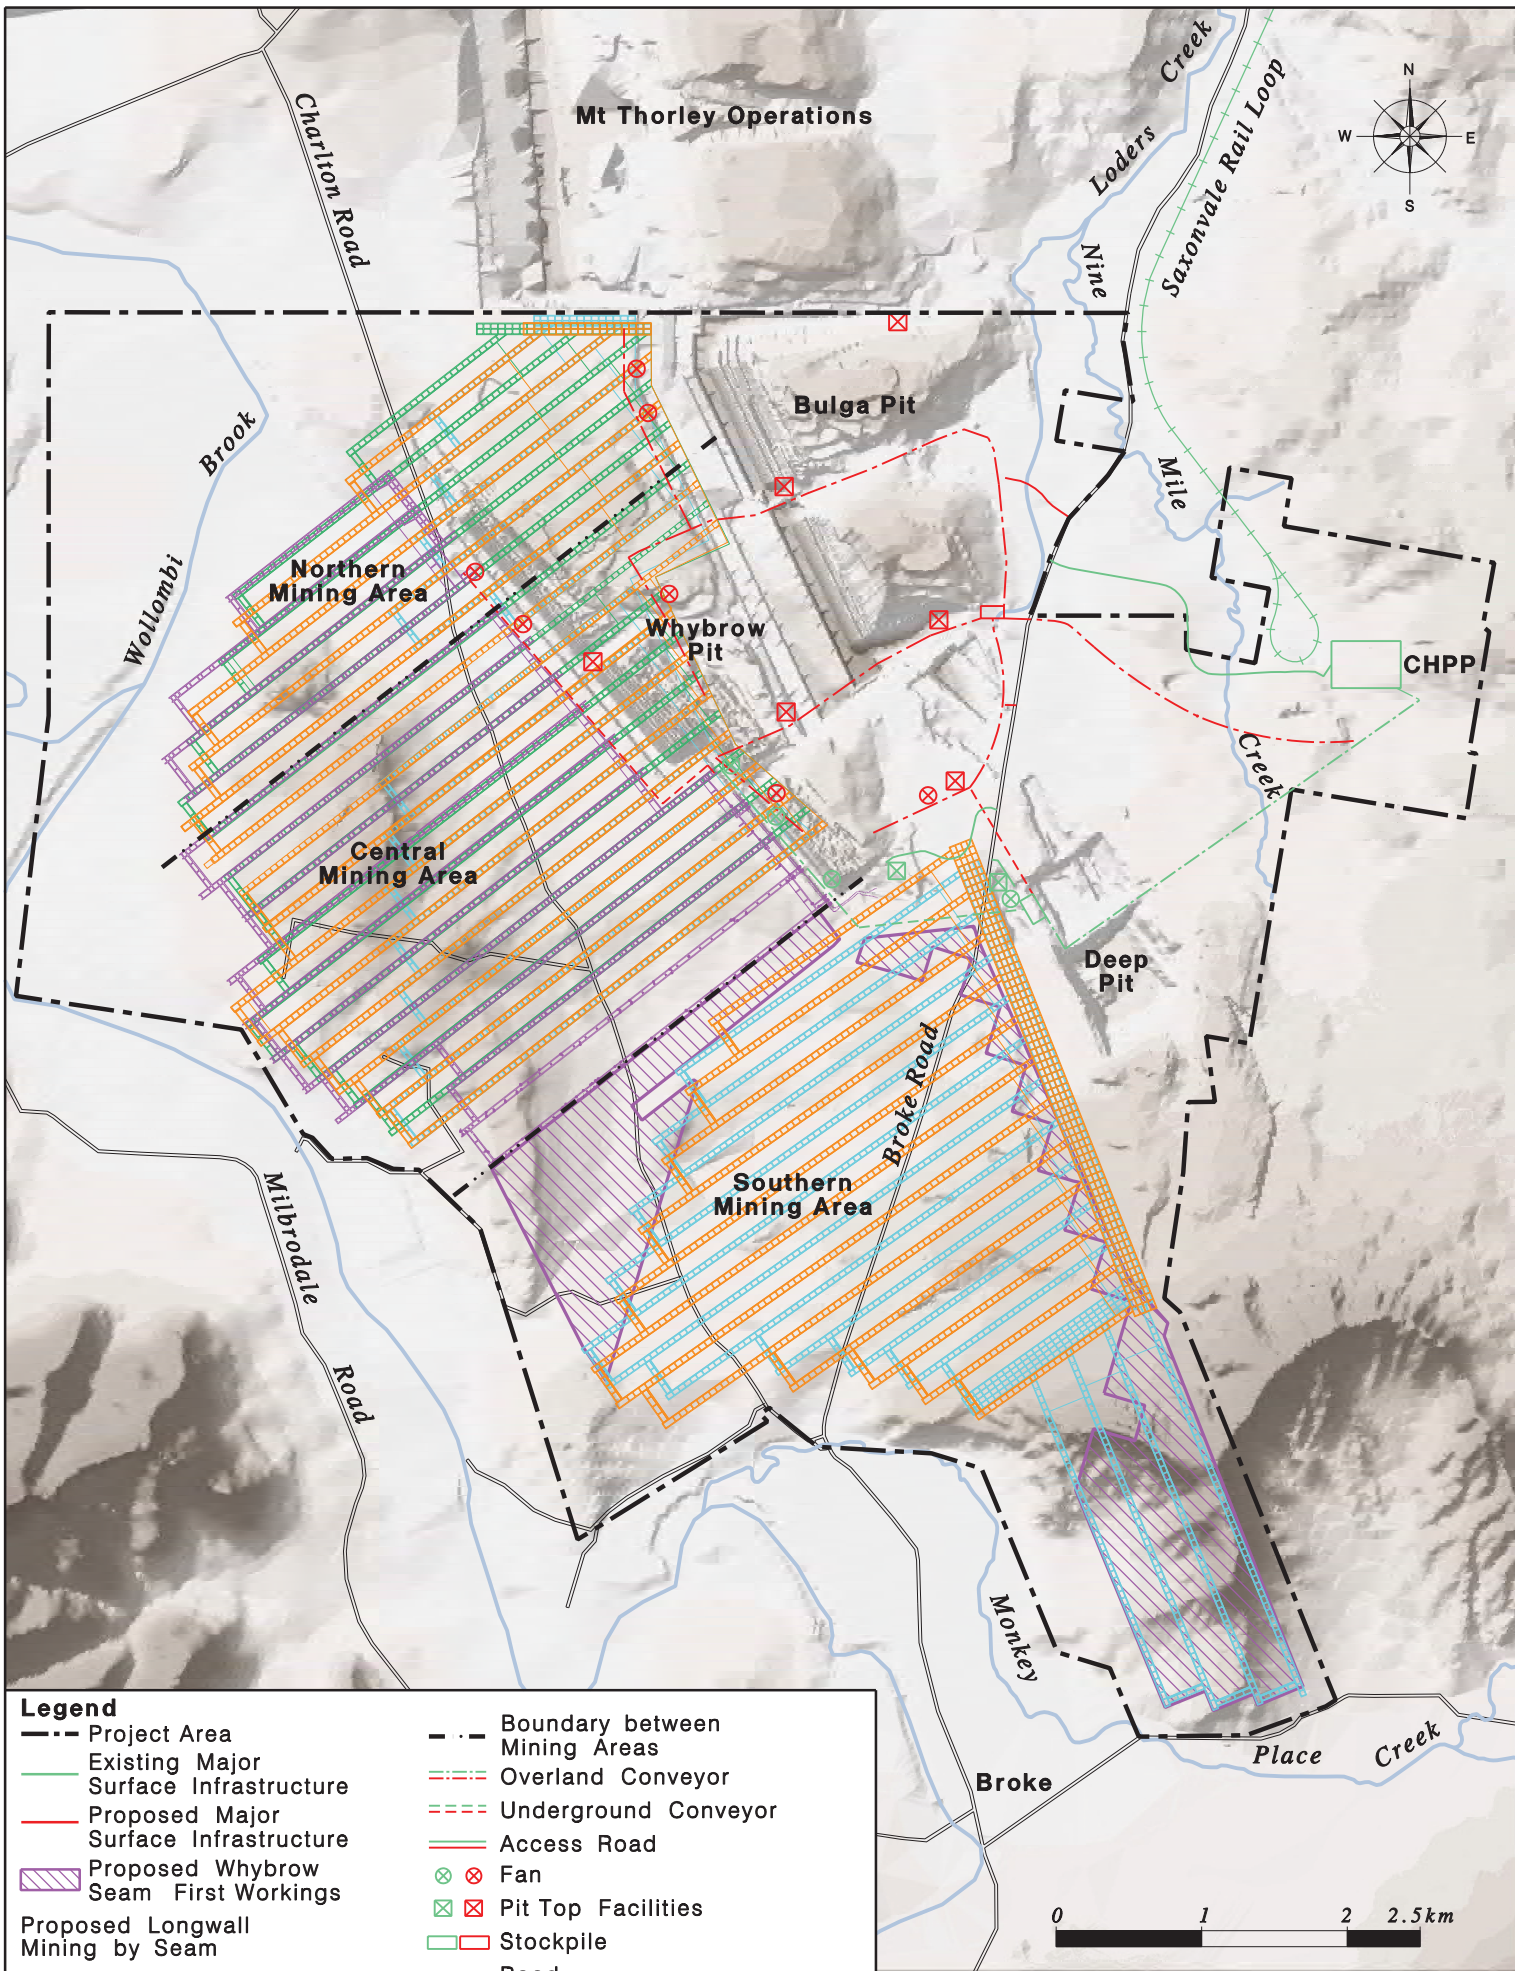 Mt Thorley Operations
Loders
Creek
N
W
E
S
Charlton Road
Saxonvale Rail Loop
Nine
Bulga Pit
Brook
Mile
Wollombi
Northern
Mining Area
Whybrow
Pit
CHPP
Creek
Central
Mining Area
Deep
Pit
Broke Road
Southern
Mining Area
Milbrodale
Road
Monkey
Place
Creek
Broke
Legend
Project Area
Existing Major
Surface Infrastructure
Proposed Major
Surface Infrastructure
Proposed Whybrow
Seam First Workings
Proposed Longwall
Mining by Seam
Boundary between
Mining Areas
Overland Conveyor
Underground Conveyor
Access Road
Fan
Pit Top Facilities
Stockpile
0 1 2 2.5km